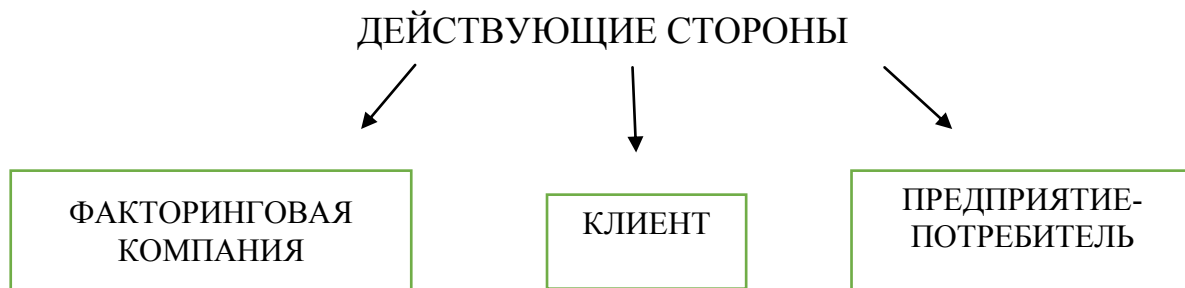 ДЕЙСТВУЮЩИЕ СТОРОНЫ
ФАКТОРИНГОВАЯ
КОМПАНИЯ
КЛИЕНТ
ПРЕДПРИЯТИЕ-
ПОТРЕБИТЕЛЬ